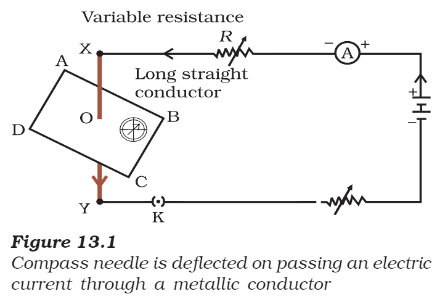 Variable resistance
R
X
− A +
A
Long straight
conductor
+
O
B
D
−
C
Y
K
Figure 13.1
Compass needle is deflected on passing an electric
current through a metallic conductor